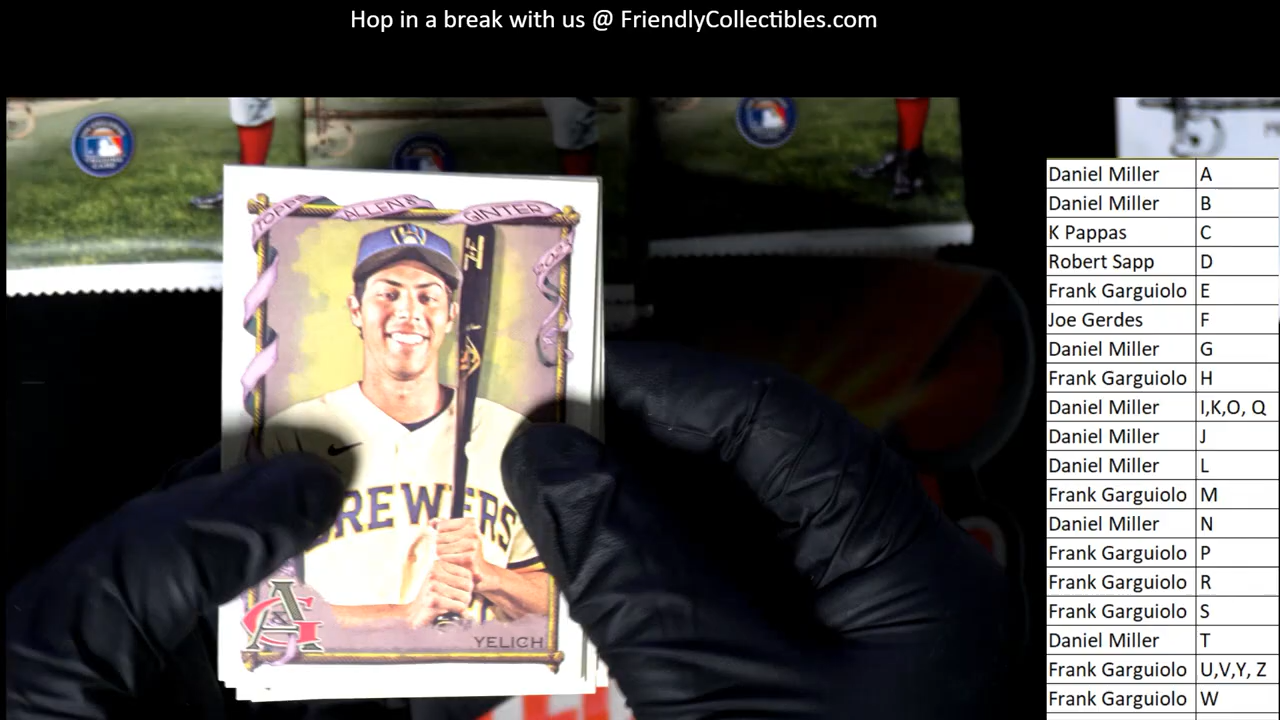 Hop in a break with us @ FriendlyCollectibles.com
TOPPS ALLEN & GINTER
BREWERS
YELICH
Daniel Miller A
Daniel Miller B
K Pappas C
Robert Sapp D
Frank Garguiolo E
Joe Gerdes F
Daniel Miller G
Frank Garguiolo H
Daniel Miller I,K,O, Q
Daniel Miller J
Daniel Miller L
Frank Garguiolo M
Daniel Miller N
Frank Garguiolo P
Frank Garguiolo R
Frank Garguiolo S
Daniel Miller T
Frank Garguiolo U,V,Y, Z
Frank Garguiolo W